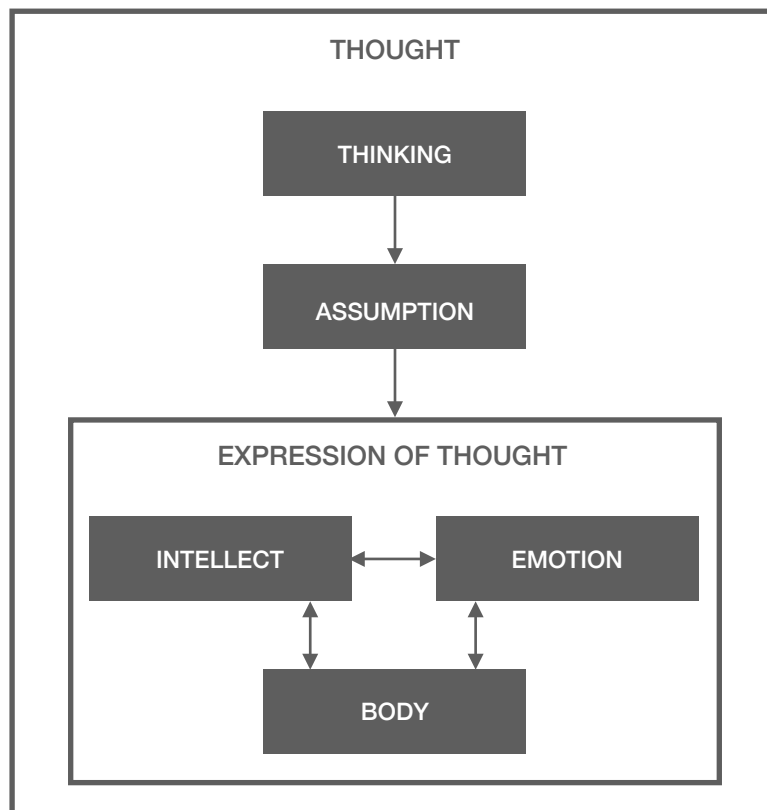 THOUGHT
THINKING
ASSUMPTION
EXPRESSION OF THOUGHT
INTELLECT
EMOTION
BODY